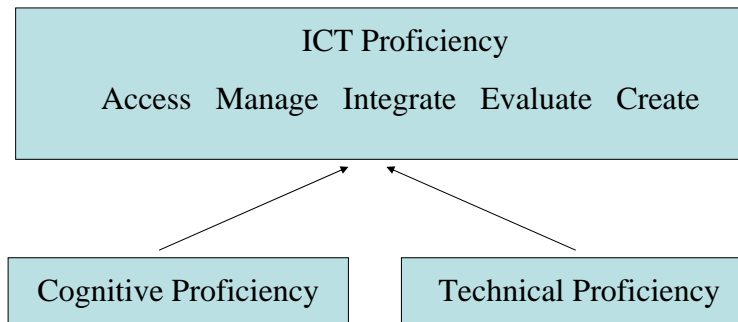 ICT Proficiency
Access Manage Integrate Evaluate Create
Cognitive Proficiency
Technical Proficiency